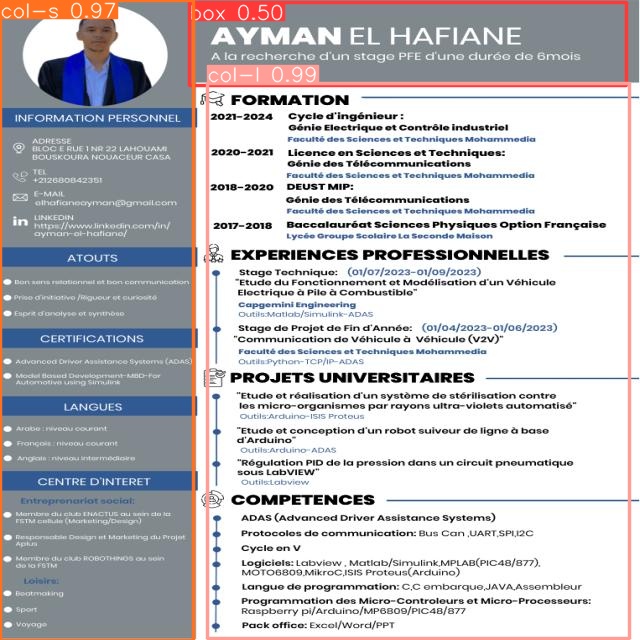 col-s 0.97
box 0.50
AYMAN EL HAFIANE
A la recherche d'un stage PFE d'une durée de 6mois
col-l 0.99
INFORMATION PERSONNEL
ADRESSE
BLOC E RUE 1 NR 22 LAHOUAMI
BOUSKOURA NOUACEUR CASA
TEL
+212680842351
E-MAIL
elhafianeayman@gmail.com
LINKEDIN
https://www.linkedin.com/in/
ayman-el-hafiane/
ATOUTS
Bon sens relationnel et bon communication
Prise d'initiative /Rigueur et curiosité
Esprit d'analyse et synthèse
CERTIFICATIONS
Advanced Driver Assistance Systems (ADAS)
Model Based Development-MBD-For
Automotive using Simulink
LANGUES
Arabe : niveau courant
Français : niveau courant
Anglais : niveau intermédiaire
CENTRE D'INTERET
Entreprenariat social:
Membre du club ENACTUS au sein de la
FSTM cellule (Marketing/Design)
Responsable Design et Marketing du Projet
Aplus
Membre du club ROBOTHINGS au sein
de la FSTM
Loisirs:
Beatmaking
Sport
Voyage
FORMATION
2021-2024 Cycle d'ingénieur :
Génie Electrique et Contrôle industriel
Faculté des Sciences et Techniques Mohammedia
2020-2021 Licence en Sciences et Techniques:
Génie des Télécommunications
Faculté des Sciences et Techniques Mohammedia
2018-2020 DEUST MIP:
Génie des Télécommunications
Faculté des Sciences et Techniques Mohammedia
2017-2018 Baccalauréat Sciences Physiques Option Française
Lycée Groupe Scolaire La Seconde Maison
EXPERIENCES PROFESSIONNELLES
Stage Technique: (01/07/2023-01/09/2023)
"Etude du Fonctionnement et Modélisation d'un Véhicule
Electrique à Pile à Combustible"
Capgemini Engineering
Outils:Matlab/Simulink-ADAS
Stage de Projet de Fin d'Année: (01/04/2023-01/06/2023)
"Communication de Véhicule à Véhicule (V2V)"
Faculté des Sciences et Techniques Mohammedia
Outils:Python-TCP/IP-ADAS
PROJETS UNIVERSITAIRES
"Etude et réalisation d'un système de stérilisation contre
les micro-organismes par rayons ultra-violets automatisé"
Outils:Arduino-ISIS Proteus
"Etude et conception d'un robot suiveur de ligne à base
d'Arduino"
Outils:Arduino-ADAS
"Régulation PID de la pression dans un circuit pneumatique
sous LabVIEW"
Outils:Labview
COMPETENCES
ADAS (Advanced Driver Assistance Systems)
Protocoles de communication: Bus Can ,UART,SPI,I2C
Cycle en V
Logiciels: Labview , Matlab/Simulink,MPLAB(PIC48/877),
MOTO6809,MikroC,ISIS Proteus(Arduino)
Langue de programmation: C,C embarque,JAVA,Assembleur
Programmation des Micro-Controleurs et Micro-Processeurs:
Raspberry pi/Arduino/MP6809/PIC48/877
Pack office: Excel/Word/PPT